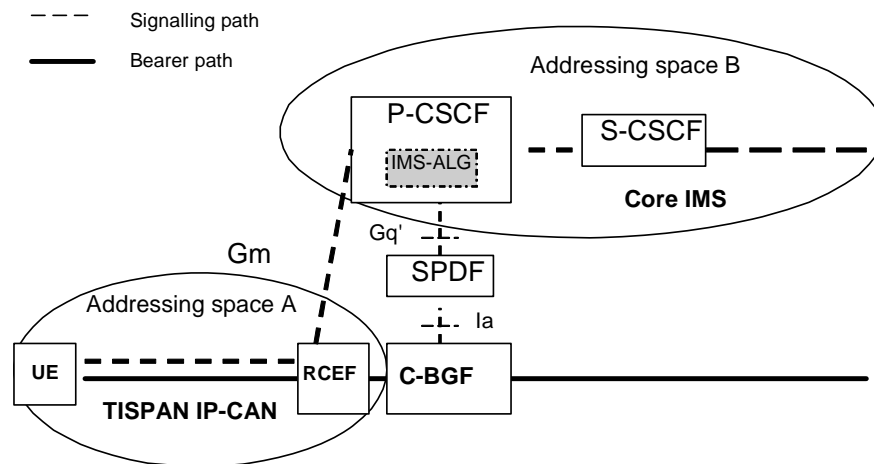 Signalling path
Bearer path
Addressing space B
P-CSCF
S-CSCF
IMS-ALG
Core IMS
Gq'
Gm
SPDF
Addressing space A
Ia
UE
RCEF
C-BGF
TISPAN IP-CAN